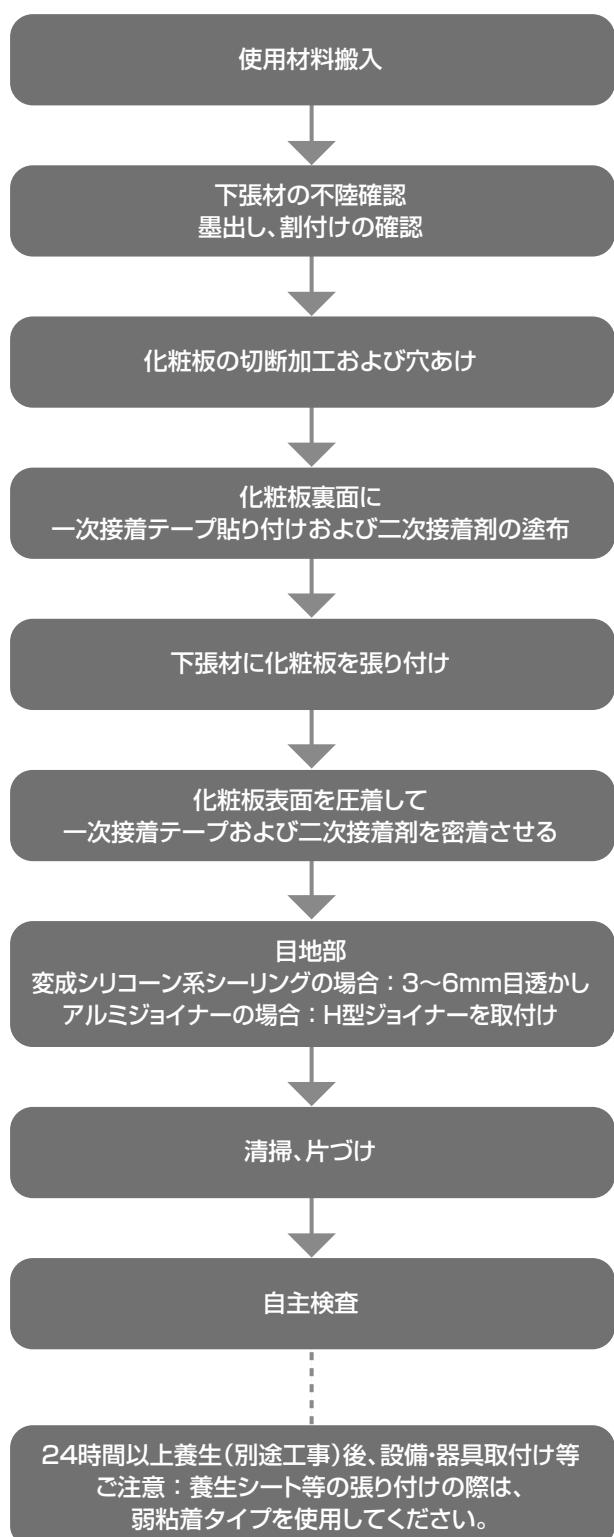 使用材料搬入
下張材の不陸確認
墨出し、割付けの確認
化粧板の切断加工および穴あけ
化粧板裏面に
一次接着テープ貼り付けおよび二次接着剤の塗布
下張材に化粧板を張り付け
化粧板表面を圧着して
一次接着テープおよび二次接着剤を密着させる
目地部
変成シリコーン系シーリングの場合：3〜6mm目透かし
アルミジョイナーの場合：H型ジョイナーを取付け
清掃、片づけ
自主検査
24時間以上養生（別途工事）後、設備・器具取付け等
ご注意：養生シート等の張り付けの際は、
弱粘着タイプを使用してください。